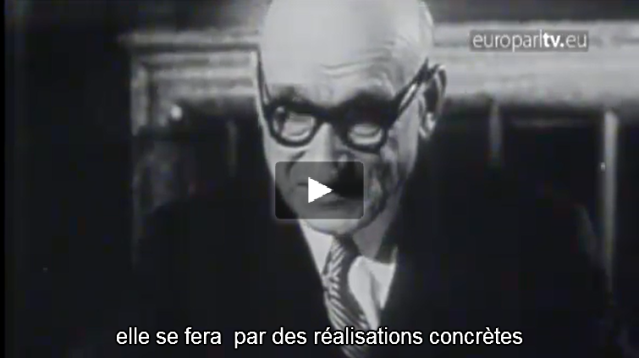 europarltv.eu
elle se fera  par des réalisations concrètes